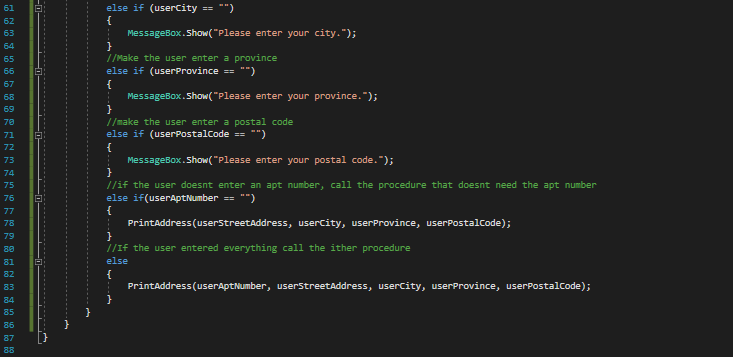 61 else if (userCity == "")
62 {
63 MessageBox.Show("Please enter your city.");
64 }
65 //Make the user enter a province
66 else if (userProvince == "")
67 {
68 MessageBox.Show("Please enter your province.");
69 }
70 //make the user enter a postal code
71 else if (userPostalCode == "")
72 {
73 MessageBox.Show("Please enter your postal code.");
74 }
75 //if the user doesnt enter an apt number, call the procedure that doesnt need the apt number
76 else if(userAptNumber == "")
77 {
78 PrintAddress(userStreetAddress, userCity, userProvince, userPostalCode);
79 }
80 //If the user entered everything call the ither procedure
81 else
82 {
83 PrintAddress(userAptNumber, userStreetAddress, userCity, userProvince, userPostalCode);
84 }
85 }
86 }
87 }
88